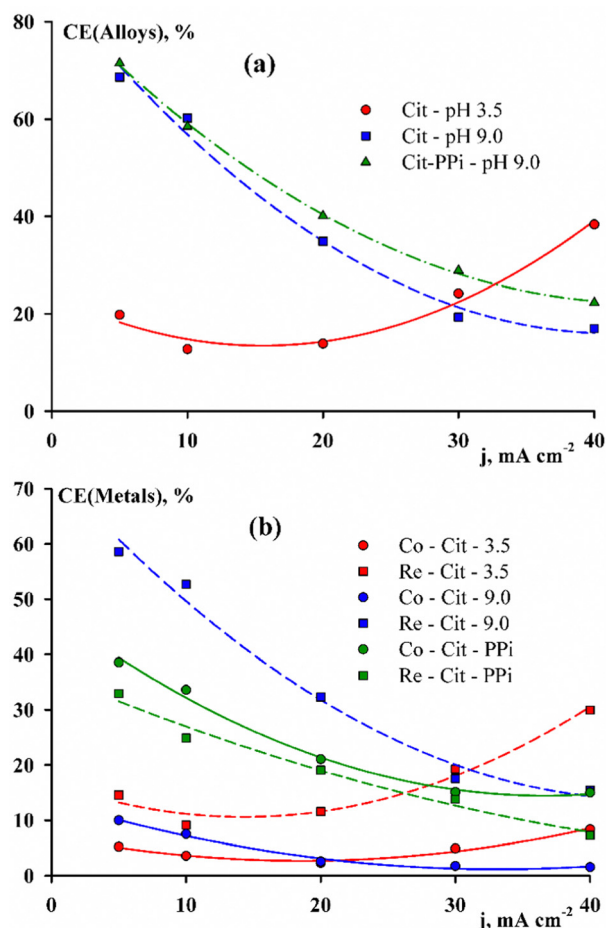 CE(Alloys), %
(a)
Cit - pH 3.5
Cit - pH 9.0
Cit-PPi - pH 9.0
80
60
40
20
0
0 10 20 30 40
j, mA cm-2
CE(Metals), %
(b)
Co - Cit - 3.5
Re - Cit - 3.5
Co - Cit - 9.0
Re - Cit - 9.0
Co - Cit - PPi
Re - Cit - PPi
70
60
50
40
30
20
10
0
0 10 20 30 40
j, mA cm-2